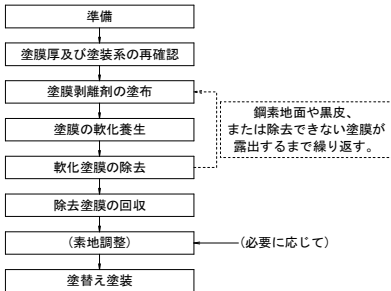 準備
塗膜厚及び塗装系の再確認
塗膜剥離剤の塗布
鋼素地面や黒皮、
または除去できない塗膜が
露出するまで繰り返す。
塗膜の軟化養生
軟化塗膜の除去
除去塗膜の回収
(素地調整)
(必要に応じて)
塗替え塗装